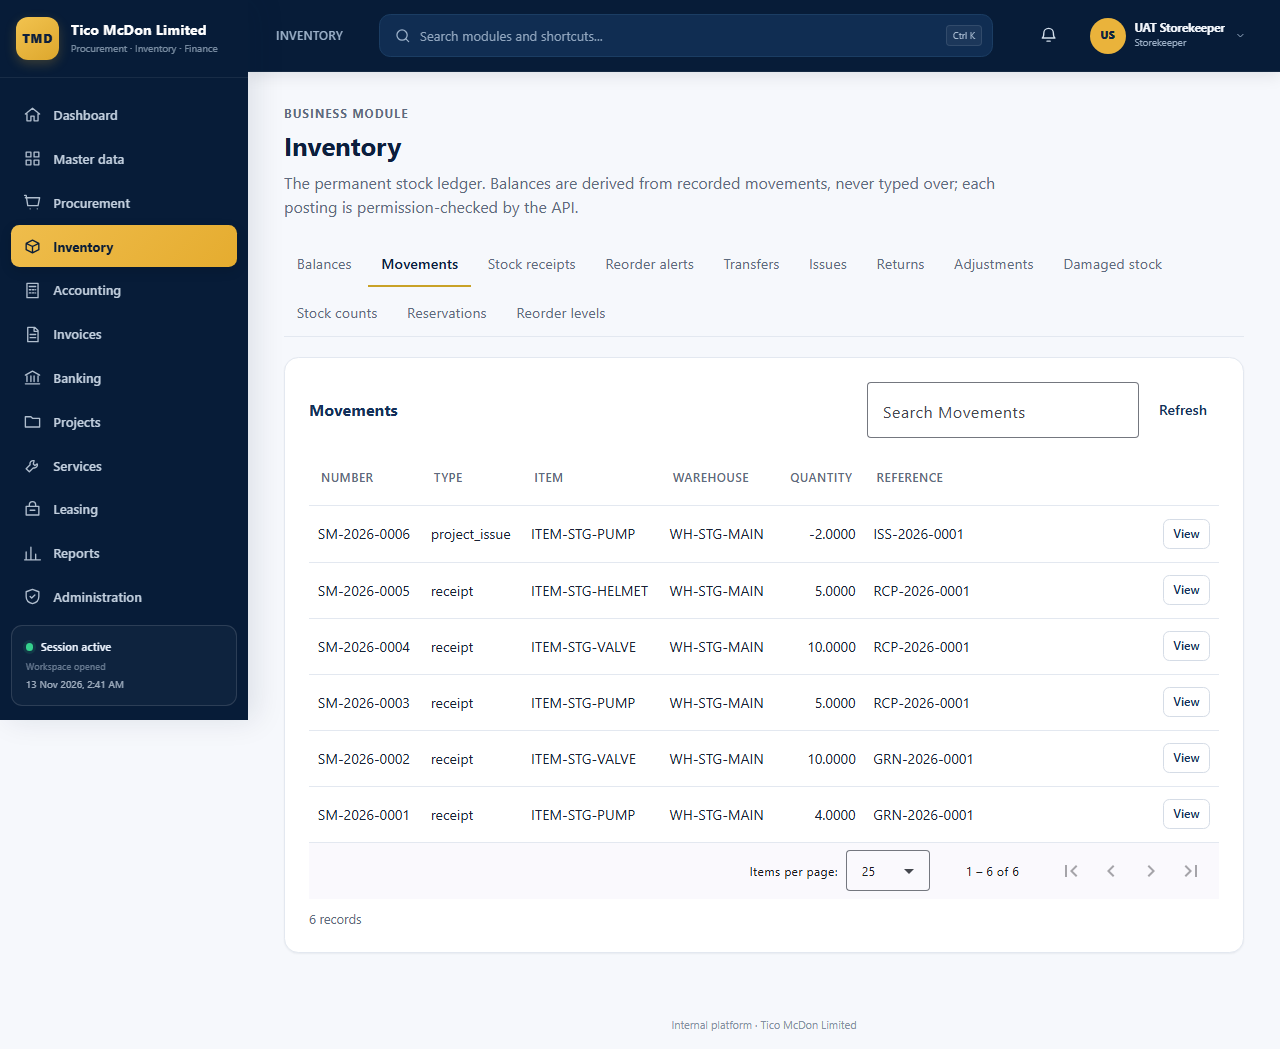 TMD
Tico McDon Limited
Procurement · Inventory · Finance
INVENTORY
Search modules and shortcuts...
Ctrl K
US
UAT Storekeeper
Storekeeper
Dashboard
Master data
Procurement
Inventory
Accounting
Invoices
Banking
Projects
Services
Leasing
Reports
Administration
Session active
Workspace opened
13 Nov 2026, 2:41 AM
BUSINESS MODULE
Inventory
The permanent stock ledger. Balances are derived from recorded movements, never typed over; each
posting is permission-checked by the API.
Balances Movements Stock receipts Reorder alerts Transfers Issues Returns Adjustments Damaged stock
Stock counts Reservations Reorder levels
Movements
Search Movements
Refresh
NUMBER TYPE ITEM WAREHOUSE QUANTITY REFERENCE
SM-2026-0006 project_issue ITEM-STG-PUMP WH-STG-MAIN -2.0000 ISS-2026-0001 View
SM-2026-0005 receipt ITEM-STG-HELMET WH-STG-MAIN 5.0000 RCP-2026-0001 View
SM-2026-0004 receipt ITEM-STG-VALVE WH-STG-MAIN 10.0000 RCP-2026-0001 View
SM-2026-0003 receipt ITEM-STG-PUMP WH-STG-MAIN 5.0000 RCP-2026-0001 View
SM-2026-0002 receipt ITEM-STG-VALVE WH-STG-MAIN 10.0000 GRN-2026-0001 View
SM-2026-0001 receipt ITEM-STG-PUMP WH-STG-MAIN 4.0000 GRN-2026-0001 View
Items per page: 25 1 – 6 of 6
6 records
Internal platform · Tico McDon Limited